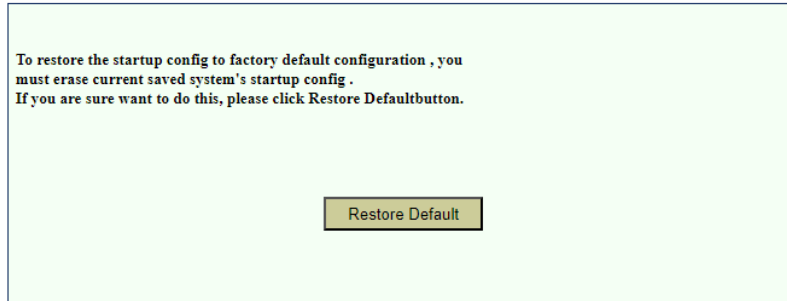 To restore the startup config to factory default configuration , you
must erase current saved system's startup config .
If you are sure want to do this, please click Restore Defaultbutton.
Restore Default